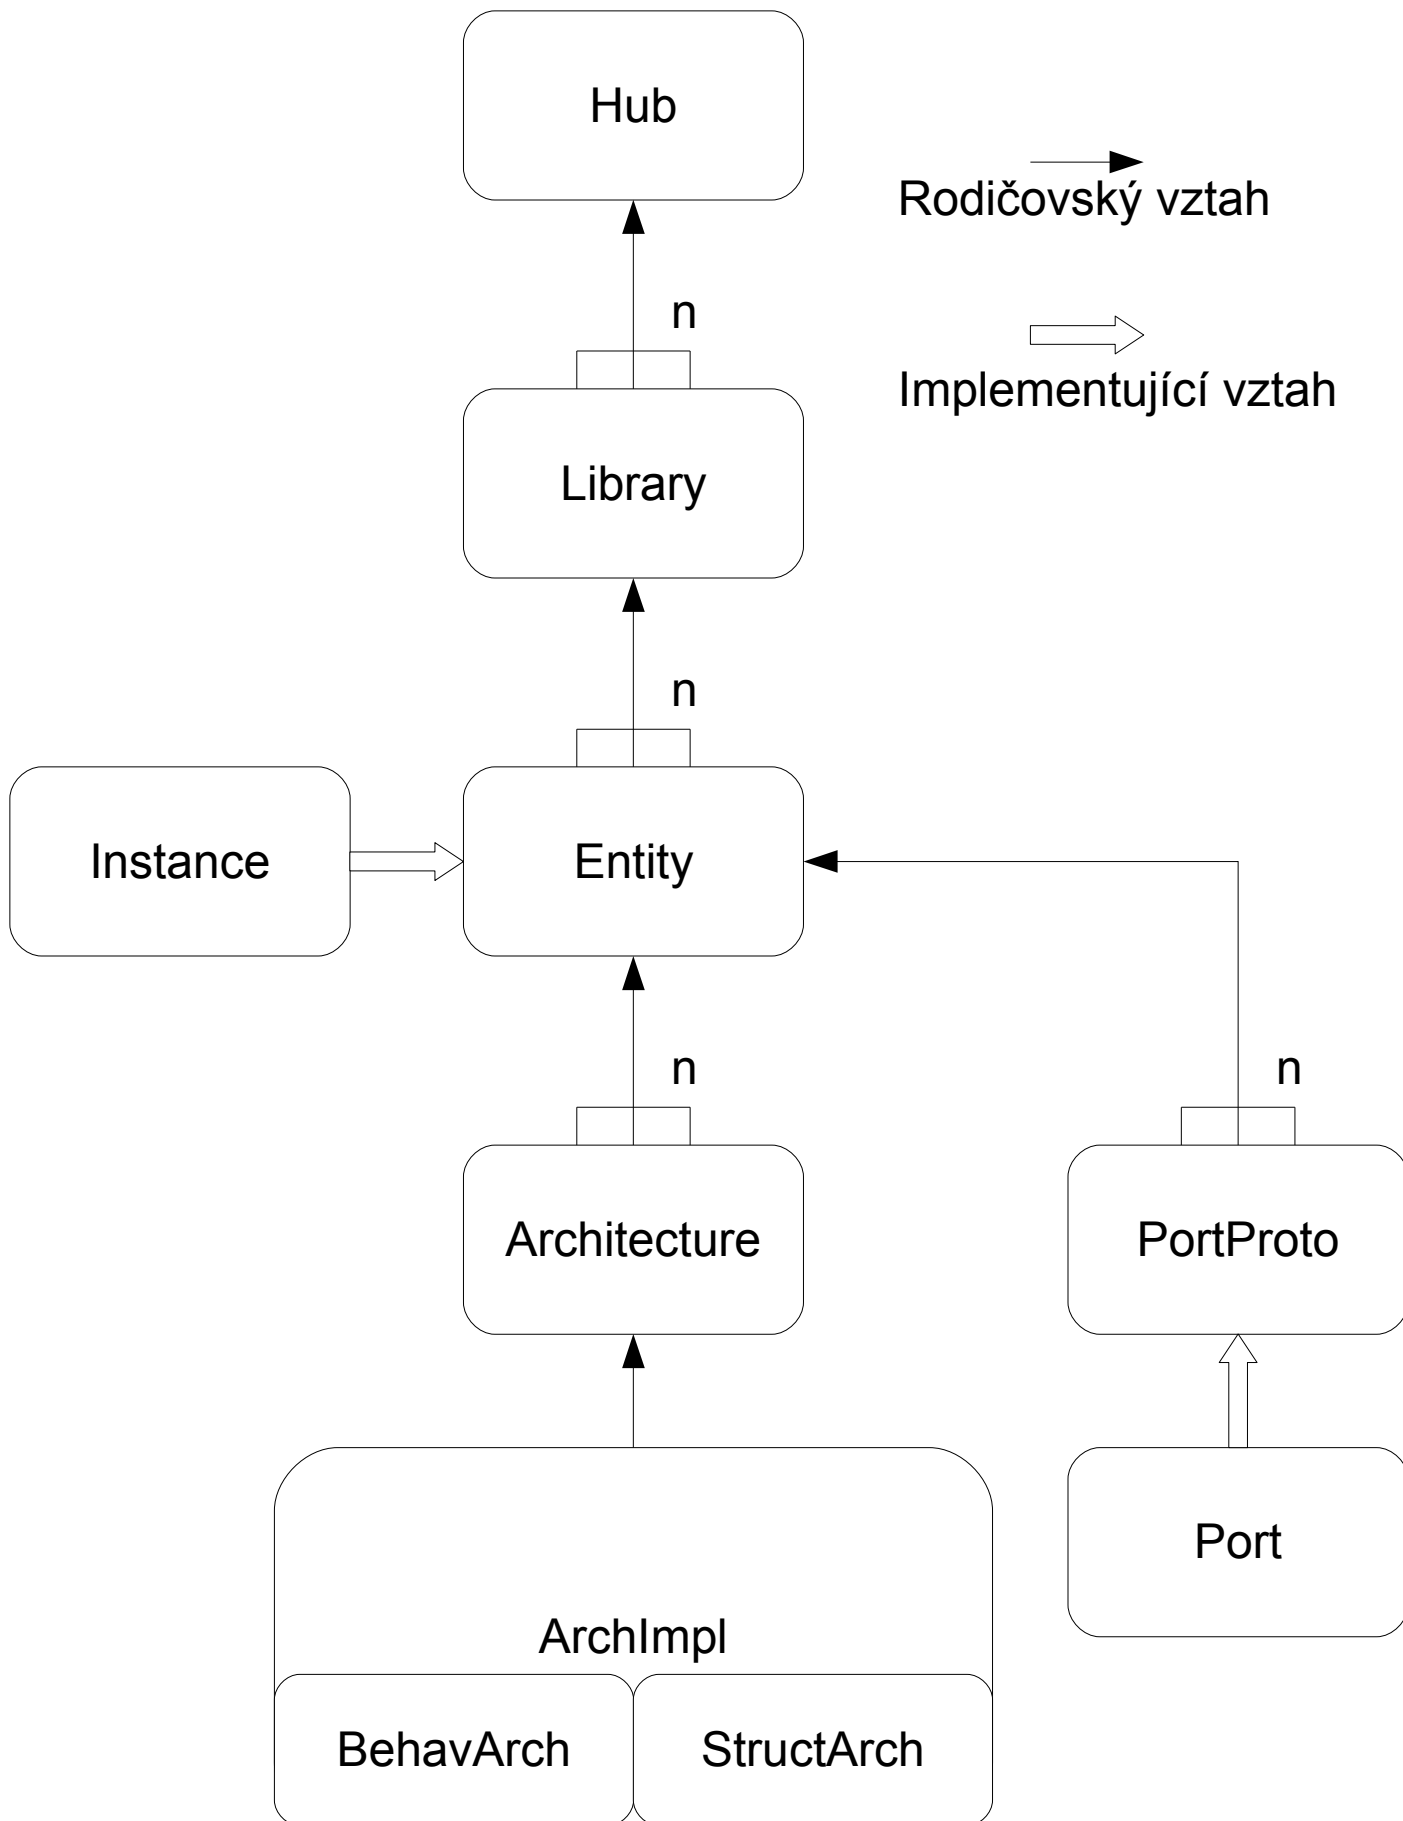 Hub
Rodičovský vztah
n
Implementující vztah
Library
n
Instance
Entity
n
n
Architecture
PortProto
Port
ArchImpl
BehavArch
StructArch